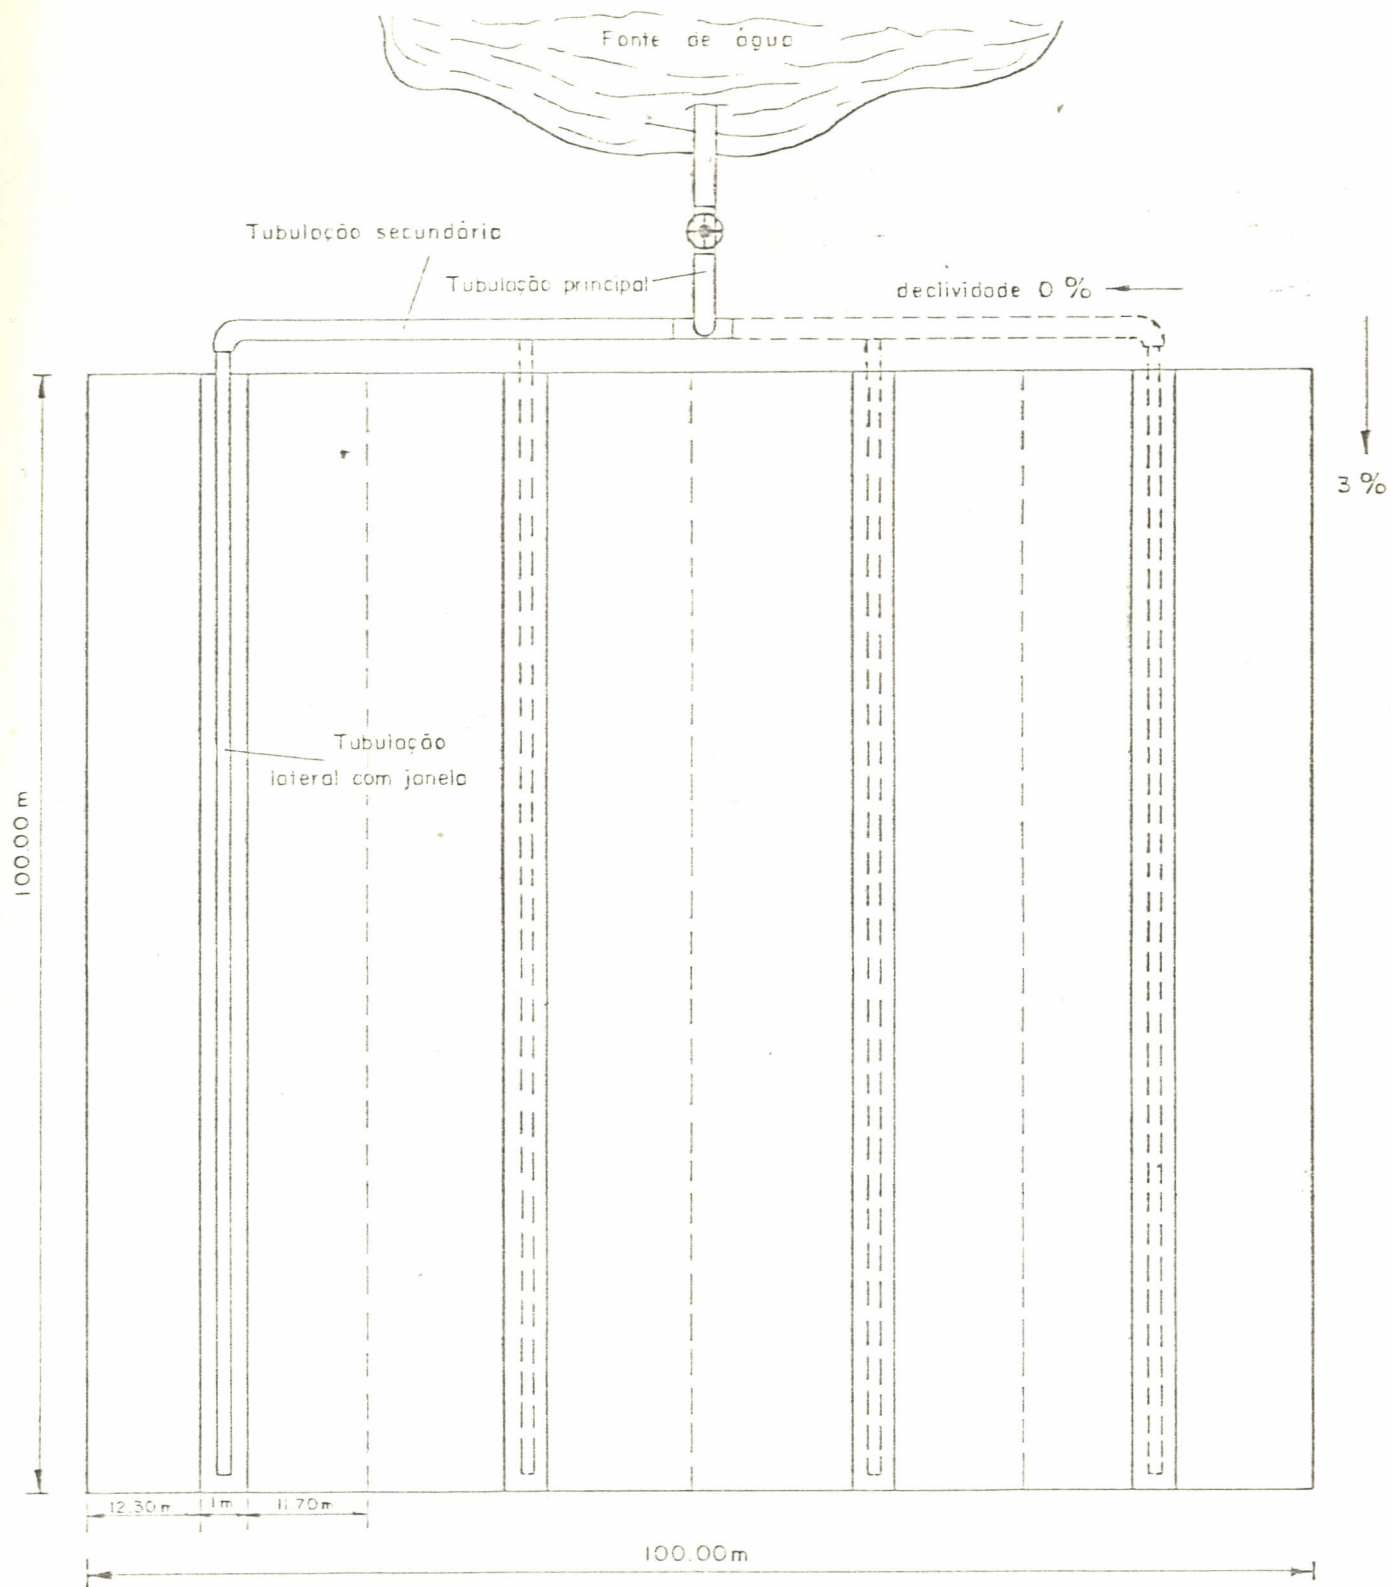 Fonte de água
Tubulação secundária
Tubulação principal
declividade 0 %
3 %
Tubulação
lateral com janela
100.00 m
12.30 m
1 m
11.70 m
100.00 m